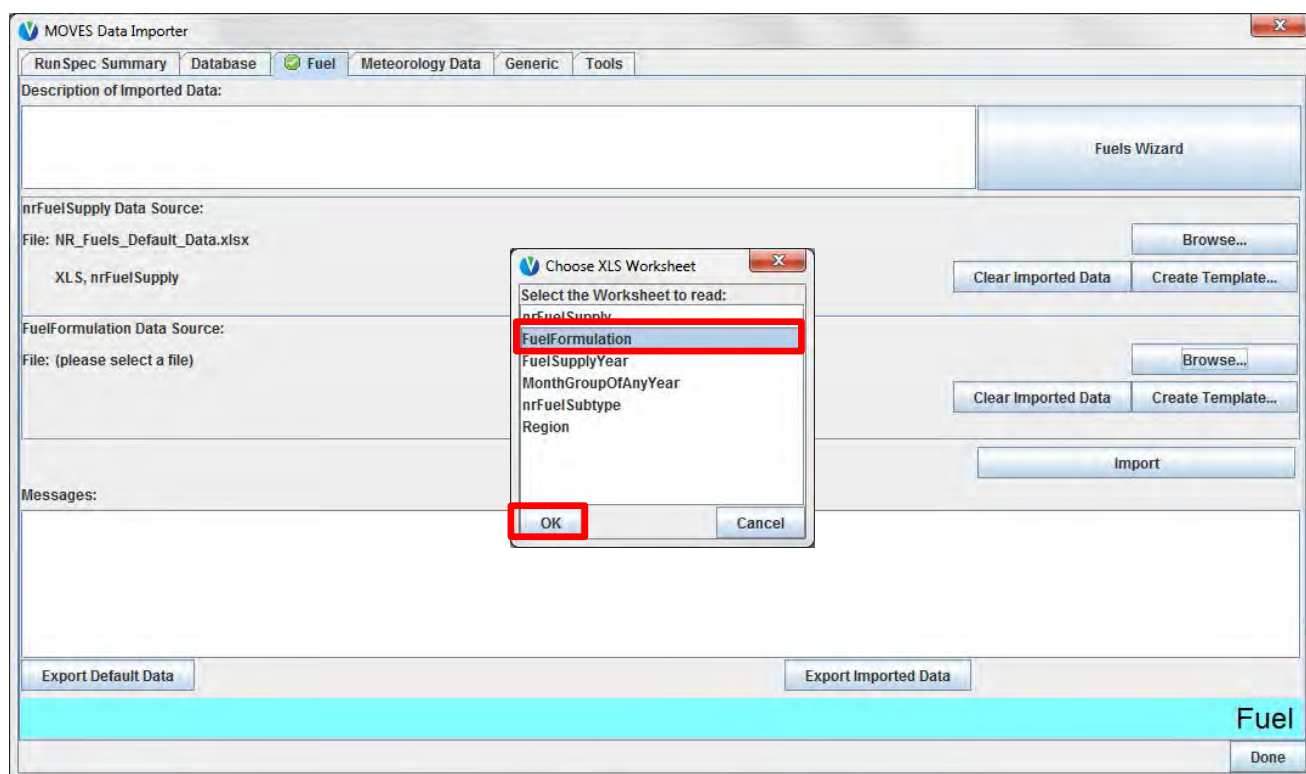 MOVES Data Importer
RunSpec Summary Database Fuel Meteorology Data Generic Tools
Description of Imported Data:
Fuels Wizard
nrFuelSupply Data Source:
File: NR_Fuels_Default_Data.xlsx
Browse...
XLS, nrFuelSupply
Clear Imported Data Create Template...
FuelFormulation Data Source:
File: (please select a file)
Browse...
Clear Imported Data Create Template...
Import
Messages:
Choose XLS Worksheet
Select the Worksheet to read:
nrFuelSupply
FuelFormulation
FuelSupplyYear
MonthGroupOfAnyYear
nrFuelSubtype
Region
OK Cancel
Export Default Data Export Imported Data
Fuel
Done